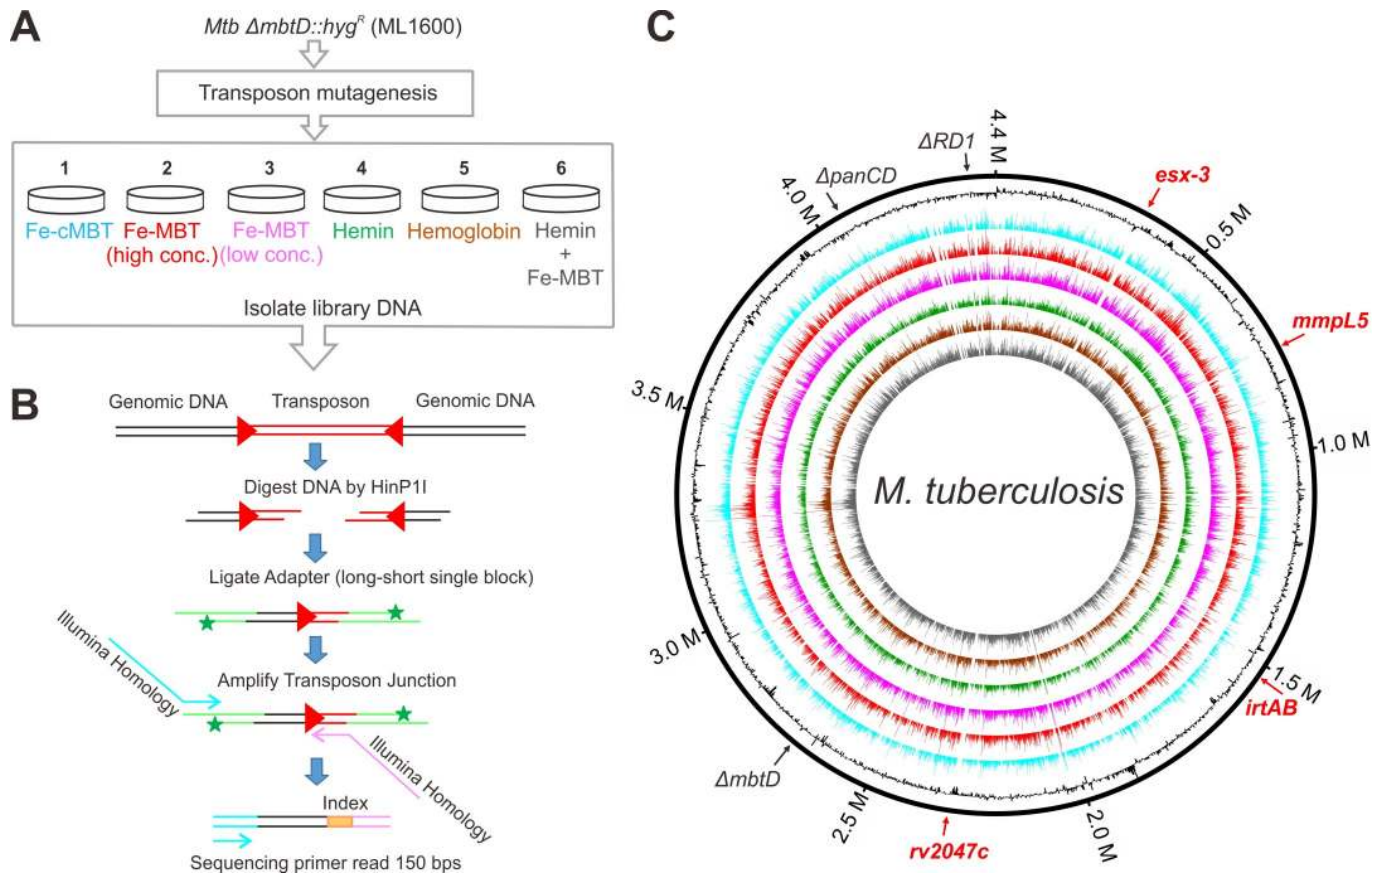 A
Mtb ΔmbtD::hygᴿ (ML1600)
Transposon mutagenesis
1 2 3 4 5 6
Fe-cMBT Fe-MBT Fe-MBT Hemin Hemoglobin Hemin
(high conc.) (low conc.) +
Fe-MBT
Isolate library DNA
B
Genomic DNA Transposon Genomic DNA
Digest DNA by HinP1I
Ligate Adapter (long-short single block)
Illumina Homology
Amplify Transposon Junction
Illumina Homology
Index
Sequencing primer read 150 bps
C
4.4 M
esx-3
0.5 M
mmpL5
1.0 M
1.5 M
irtAB
2.0 M
rv2047c
2.5 M
ΔmbtD
3.0 M
3.5 M
4.0 M
ΔpanCD
ΔRD1
M. tuberculosis